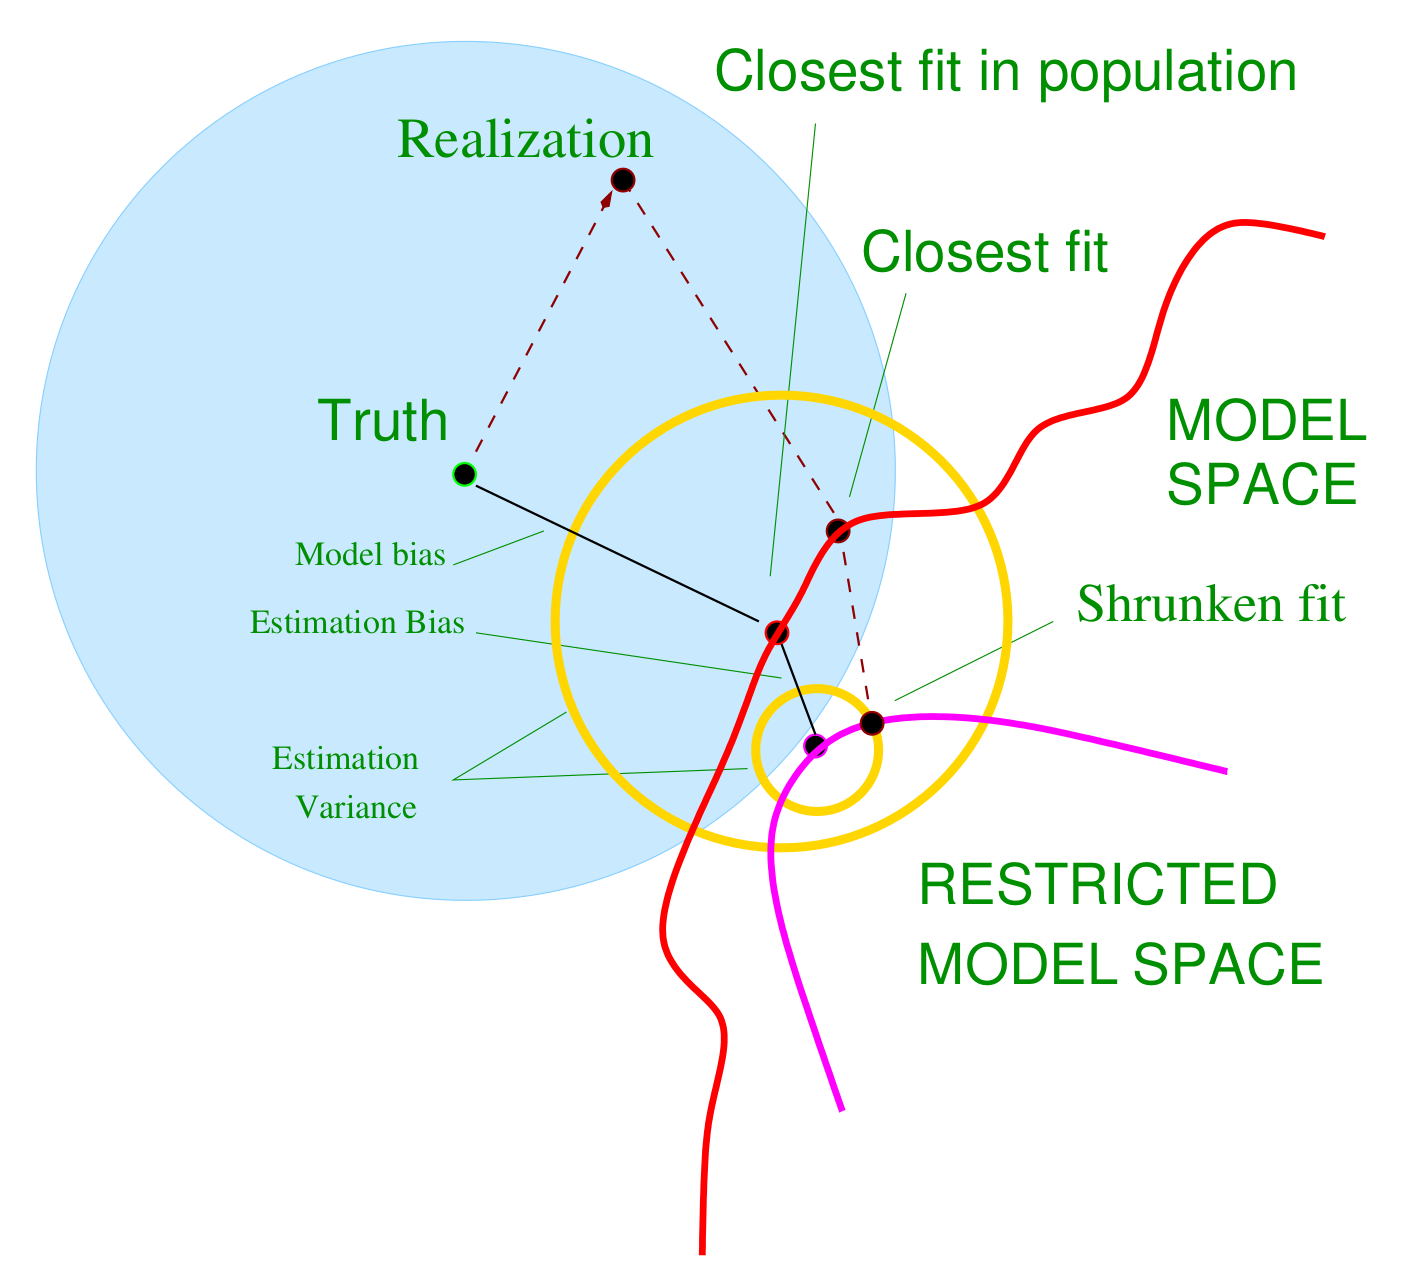 Closest fit in population
Realization
Closest fit
Truth
MODEL
SPACE
Model bias
Estimation Bias
Shrunken fit
Estimation
Variance
RESTRICTED
MODEL SPACE